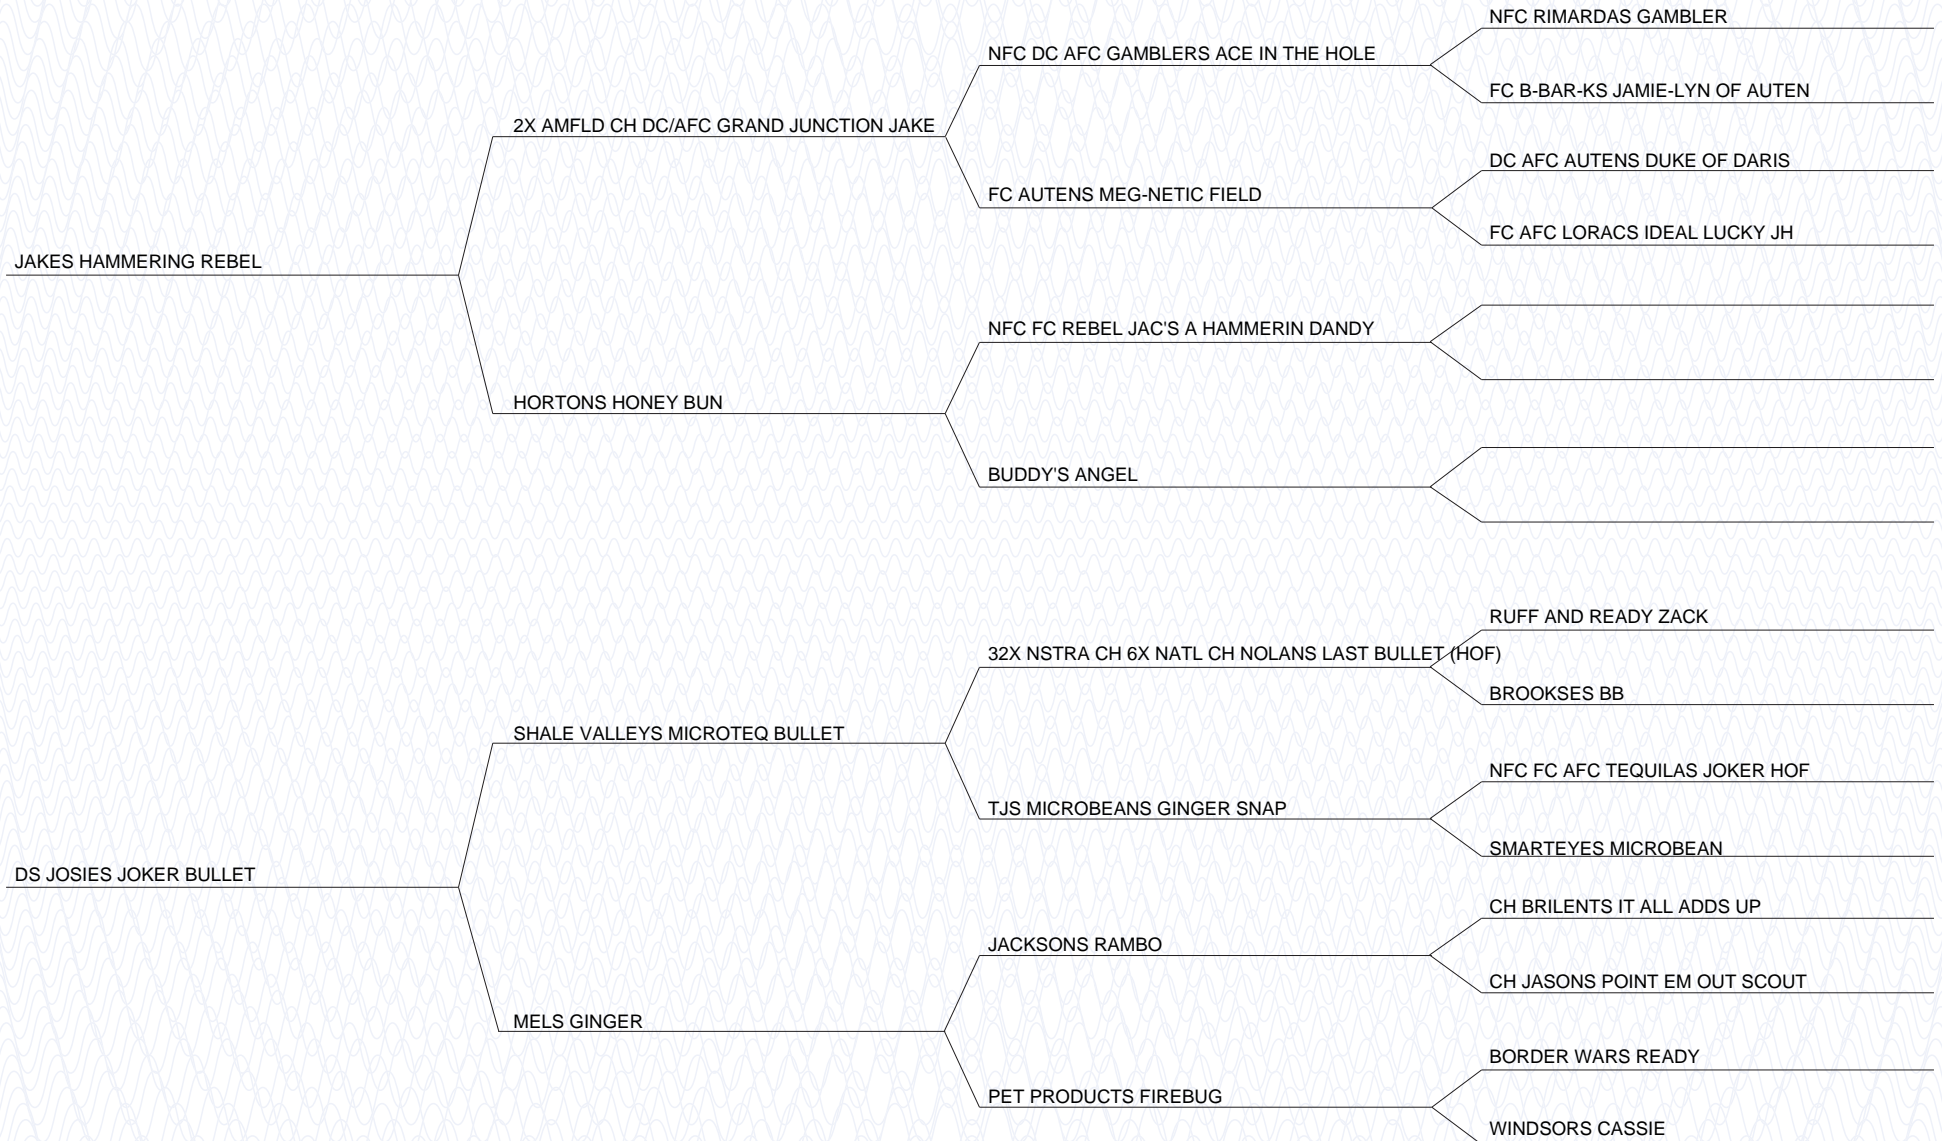 NFC RIMARDAS GAMBLER
NFC DC AFC GAMBLERS ACE IN THE HOLE
FC B-BAR-KS JAMIE-LYN OF AUTEN
2X AMFLD CH DC/AFC GRAND JUNCTION JAKE
DC AFC AUTENS DUKE OF DARIS
FC AUTENS MEG-NETIC FIELD
FC AFC LORACS IDEAL LUCKY JH
JAKES HAMMERING REBEL
NFC FC REBEL JAC'S A HAMMERIN DANDY
HORTONS HONEY BUN
BUDDY'S ANGEL
RUFF AND READY ZACK
32X NSTRA CH 6X NATL CH NOLANS LAST BULLET (HOF)
BROOKSES BB
SHALE VALLEYS MICROTEQ BULLET
NFC FC AFC TEQUILAS JOKER HOF
TJS MICROBEANS GINGER SNAP
SMARTEYES MICROBEAN
DS JOSIES JOKER BULLET
CH BRILENTS IT ALL ADDS UP
JACKSONS RAMBO
CH JASONS POINT EM OUT SCOUT
MELS GINGER
BORDER WARS READY
PET PRODUCTS FIREBUG
WINDSORS CASSIE